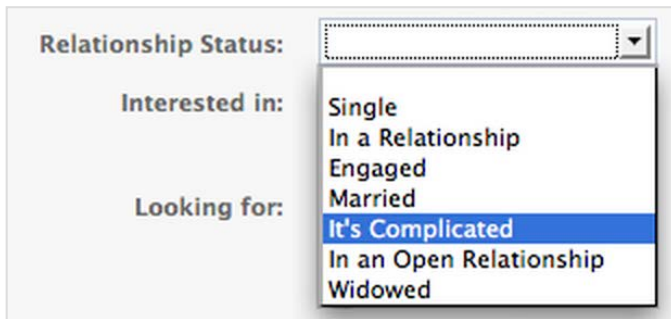 Relationship Status:
Interested in:
Single
In a Relationship
Engaged
Married
Looking for:
It's Complicated
In an Open Relationship
Widowed